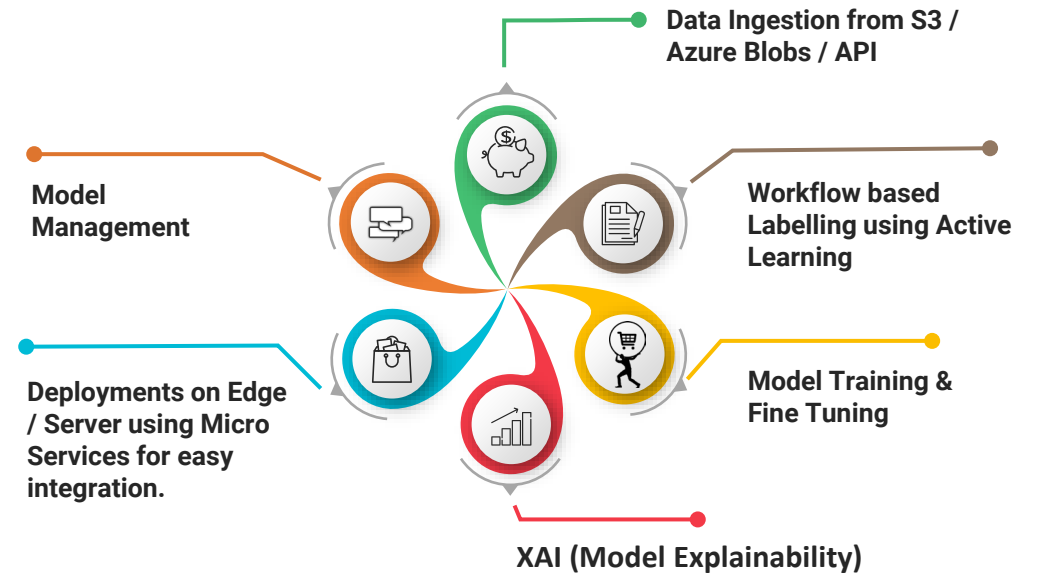 Data Ingestion from S3 /
Azure Blobs / API
Workflow based
Labelling using Active
Learning
Model Training &
Fine Tuning
XAI (Model Explainability)
Deployments on Edge
/ Server using Micro
Services for easy
integration.
Model
Management
$